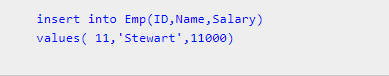 insert into Emp(ID,Name,Salary)
values( 11,'Stewart',11000)